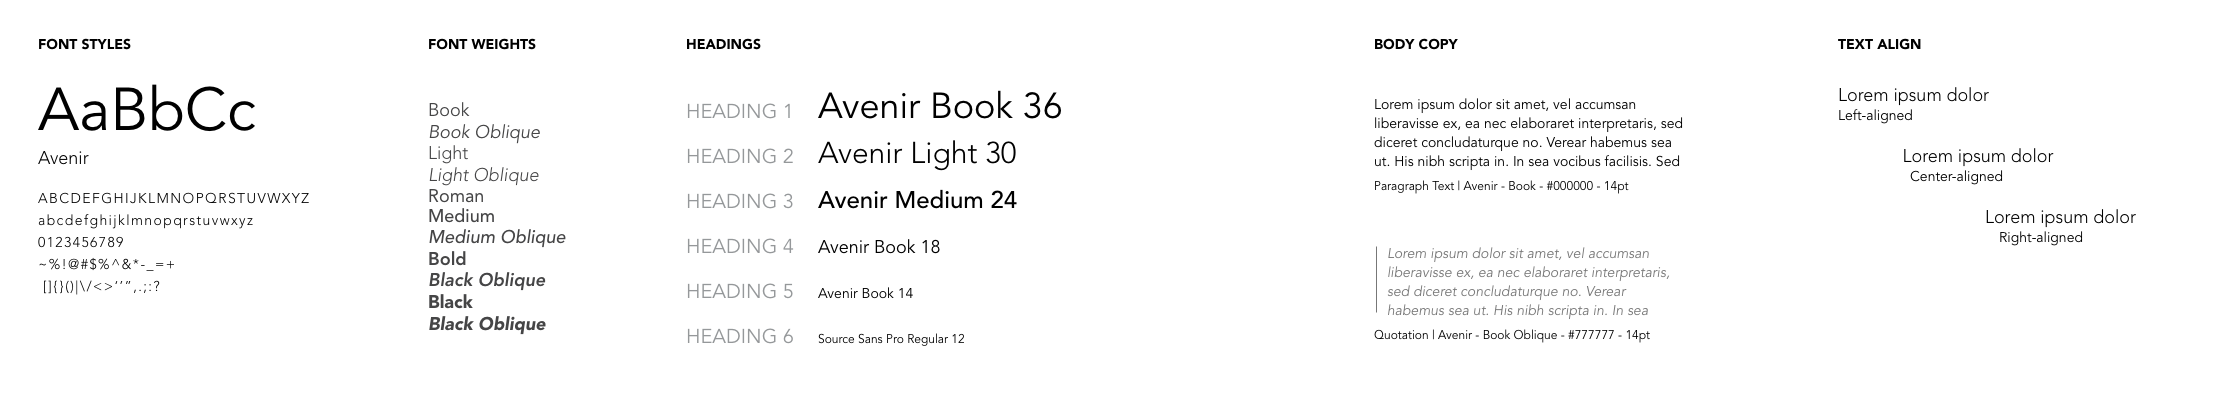 FONT STYLES
AaBbCc
Avenir
ABCDEFGHIJKLMNOPQRSTUVWXYZ
abcdefghijklmnopqrstuvwxyz
0123456789
~%!@#$%^&*-_=+
[]{}()|\/<>‘’”,.;:?
FONT WEIGHTS
Book
Book Oblique
Light
Light Oblique
Roman
Medium
Medium Oblique
Bold
Black Oblique
Black
Black Oblique
HEADINGS
HEADING 1 Avenir Book 36
HEADING 2 Avenir Light 30
HEADING 3 Avenir Medium 24
HEADING 4 Avenir Book 18
HEADING 5 Avenir Book 14
HEADING 6 Source Sans Pro Regular 12
BODY COPY
Lorem ipsum dolor sit amet, vel accumsan
liberavisse ex, ea nec elaboraret interpretaris, sed
diceret concludaturque no. Verear habemus sea
ut. His nibh scripta in. In sea vocibus facilisis. Sed
Paragraph Text | Avenir - Book - #000000 - 14pt
Lorem ipsum dolor sit amet, vel accumsan
liberavisse ex, ea nec elaboraret interpretaris,
sed diceret concludaturque no. Verear
habemus sea ut. His nibh scripta in. In sea
Quotation | Avenir - Book Oblique - #777777 - 14pt
TEXT ALIGN
Lorem ipsum dolor
Left-aligned
Lorem ipsum dolor
Center-aligned
Lorem ipsum dolor
Right-aligned